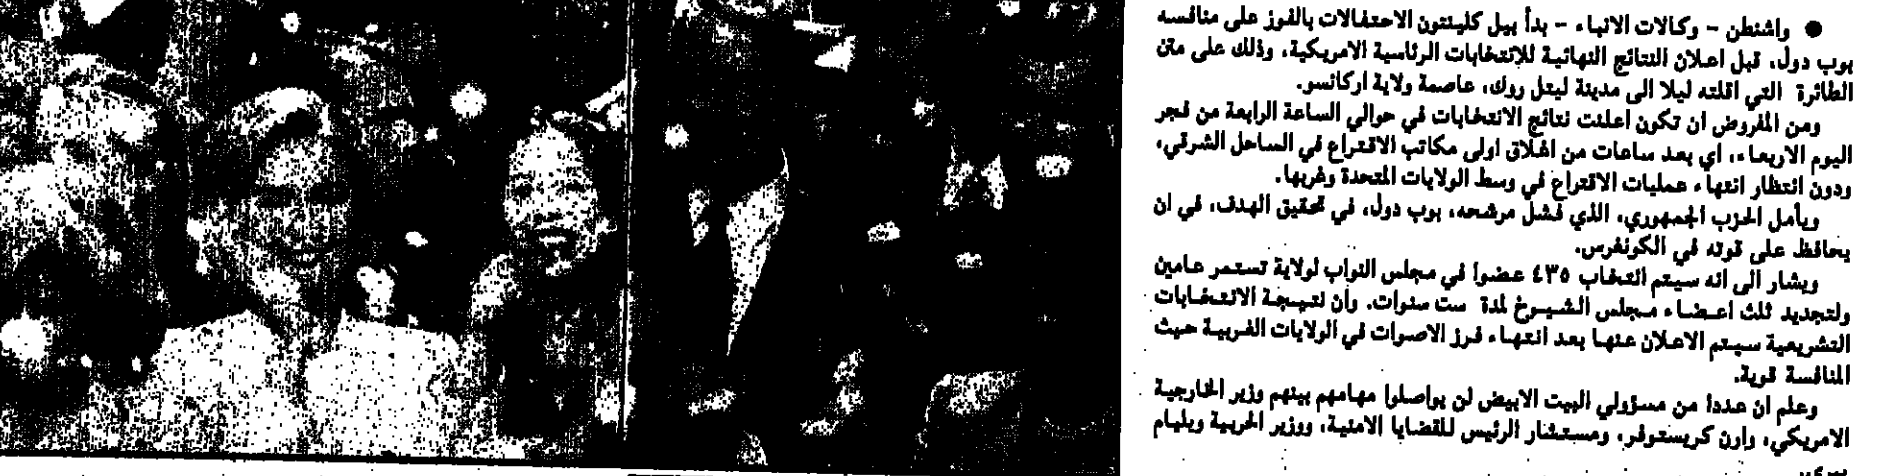 ● واشنطن - وكالات الانباء - بدأ بيل كلينتون الاحتفالات بالفوز على منافسه
بوب دول، قبل اعلان النتائج النهائية للإنتخابات الرئاسية الامريكية، وذلك على متن
الطائرة التي اقلته ليلا الى مدينة ليتل روك، عاصمة ولاية اركانسو.
ومن المفروض ان تكون اعلنت نتائج الانتخابات في حوالي الساعة الرابعة من فجر
اليوم الاربعاء، اي بعد ساعات من اغلاق اولى مكاتب الاقتراع في الساحل الشرقي،
ودون انتظار انتهاء عمليات الاقتراع في وسط الولايات المتحدة وغربها.
ويأمل الحزب الجمهوري، الذي فشل مرشحه، بوب دول، في تحقيق الهدف، في ان
يحافظ على قوته في الكونغرس.
ويشار الى انه سيتم انتخاب ٤٣٥ عضوا في مجلس النواب لولاية تستمر عامين
ولتجديد ثلث اعضاء مجلس الشيوخ لمدة ست سنوات. وان نتيجة الانتخابات
التشريعية سيتم الاعلان عنها بعد انتهاء فرز الاصوات في الولايات الغربية حيث
المنافسة قوية.
وعلم ان عددا من مسؤولي البيت الابيض لن يواصلوا مهامهم بينهم وزير الخارجية
الامريكي، وارن كريستوفر، ومستشار الرئيس للقضايا الامنية، ووزير الحربية ويليام